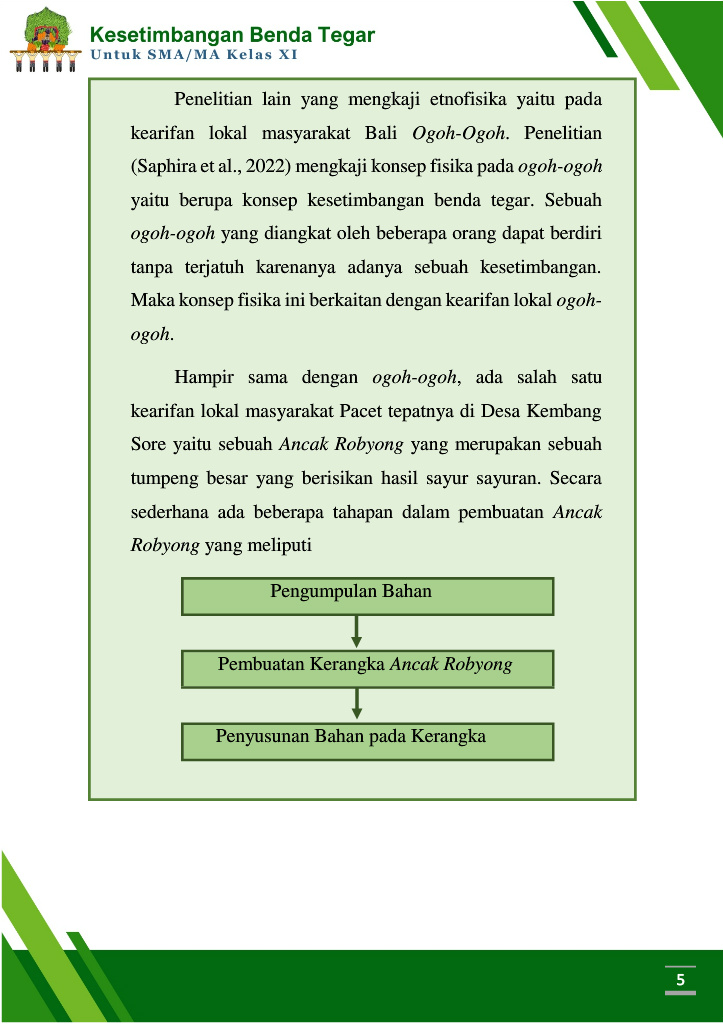 Kesetimbangan Benda Tegar
Untuk SMA/MA Kelas XI
Penelitian lain yang mengkaji etnofisika yaitu pada
kearifan lokal masyarakat Bali Ogoh-Ogoh. Penelitian
(Saphira et al., 2022) mengkaji konsep fisika pada ogoh-ogoh
yaitu berupa konsep kesetimbangan benda tegar. Sebuah
ogoh-ogoh yang diangkat oleh beberapa orang dapat berdiri
tanpa terjatuh karenanya adanya sebuah kesetimbangan.
Maka konsep fisika ini berkaitan dengan kearifan lokal ogoh-
ogoh.
Hampir sama dengan ogoh-ogoh, ada salah satu
kearifan lokal masyarakat Pacet tepatnya di Desa Kembang
Sore yaitu sebuah Ancak Robyong yang merupakan sebuah
tumpeng besar yang berisikan hasil sayur sayuran. Secara
sederhana ada beberapa tahapan dalam pembuatan Ancak
Robyong yang meliputi
Pengumpulan Bahan
Pembuatan Kerangka Ancak Robyong
Penyusunan Bahan pada Kerangka
5